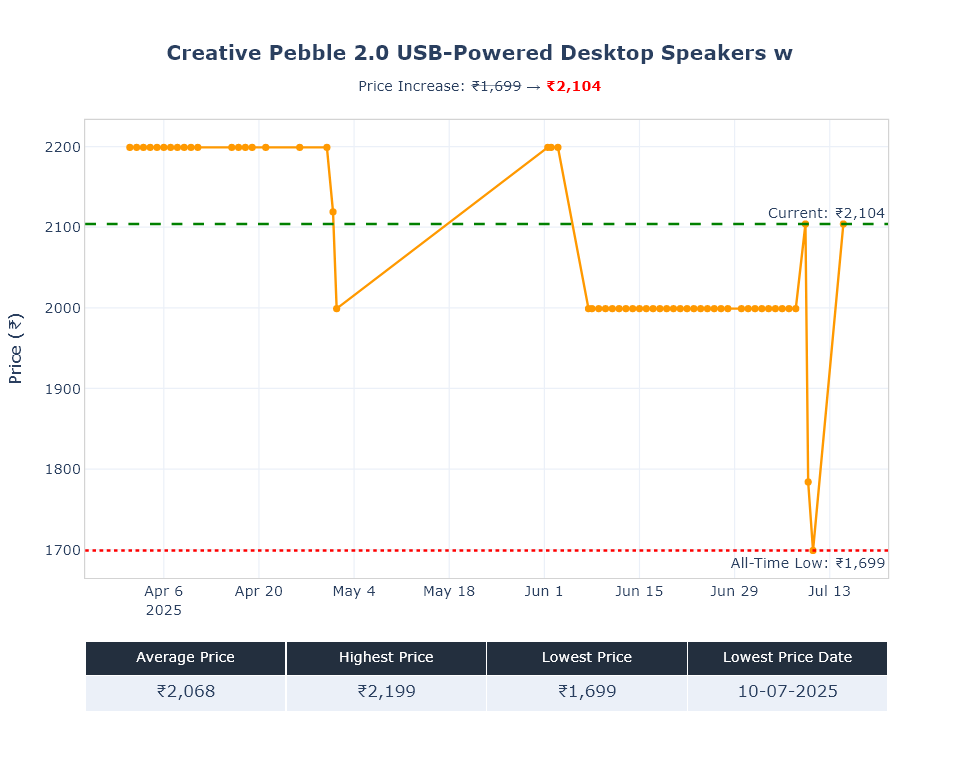 Creative Pebble 2.0 USB-Powered Desktop Speakers w
Price Increase: ₹1,699 → ₹2,104
Price (₹)
2200
2100
2000
1900
1800
1700
Current: ₹2,104
All-Time Low: ₹1,699
Apr 6 Apr 20 May 4 May 18 Jun 1 Jun 15 Jun 29 Jul 13
2025
Average Price Highest Price Lowest Price Lowest Price Date
₹2,068 ₹2,199 ₹1,699 10-07-2025